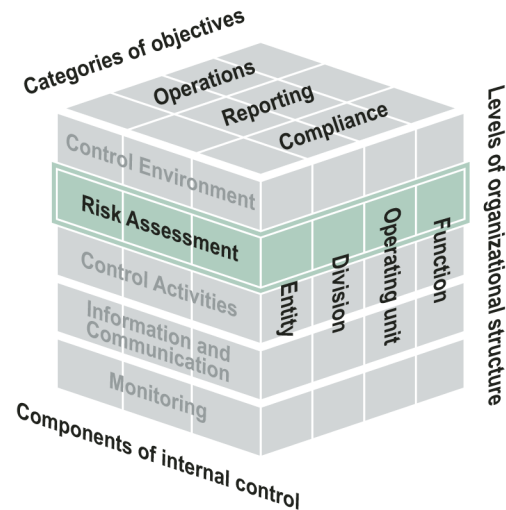 Categories of objectives
Operations
Reporting
Compliance
Control Environment
Risk Assessment
Control Activities
Information and
Communication
Monitoring
Entity
Division
Operating unit
Function
Levels of organizational structure
Components of internal control